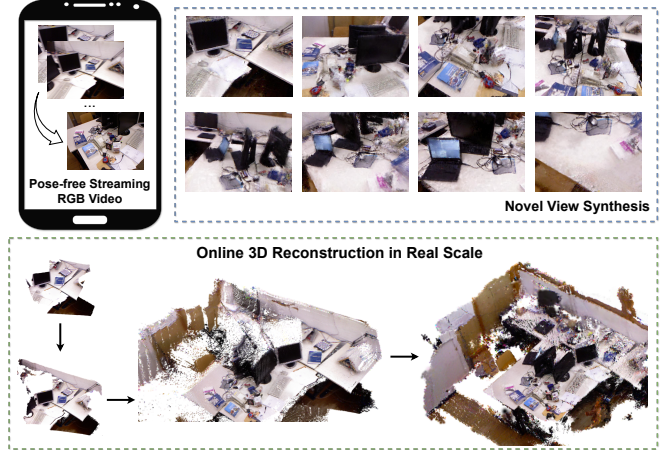 ...
Pose-free Streaming
RGB Video
Novel View Synthesis
Online 3D Reconstruction in Real Scale